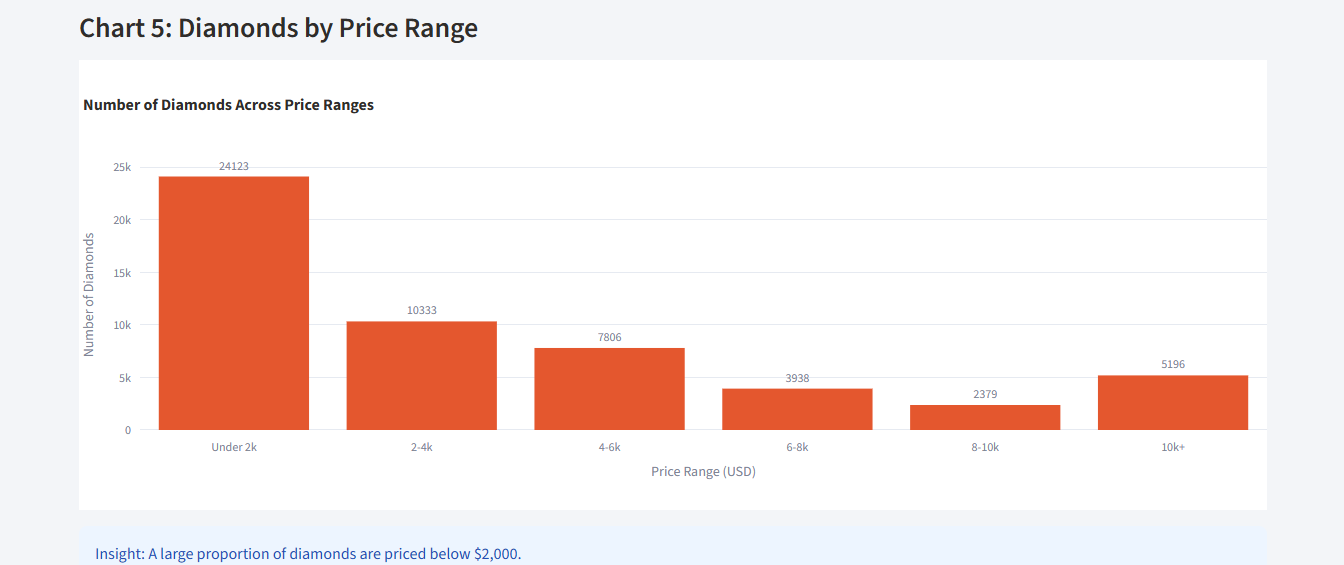 Chart 5: Diamonds by Price Range
Number of Diamonds Across Price Ranges
25k
20k
15k
10k
5k
0
Number of Diamonds
24123
10333
7806
3938
2379
5196
Under 2k
2-4k
4-6k
6-8k
8-10k
10k+
Price Range (USD)
Insight: A large proportion of diamonds are priced below $2,000.